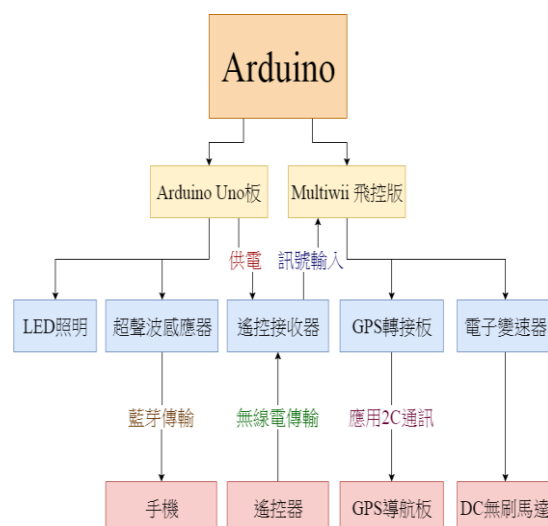 Arduino
Arduino Uno板
Multiwii 飛控版
供電
訊號輸入
LED照明
超聲波感應器
遙控接收器
GPS轉接板
電子變速器
藍芽傳輸
無線電傳輸
應用2C通訊
手機
遙控器
GPS導航板
DC無刷馬達